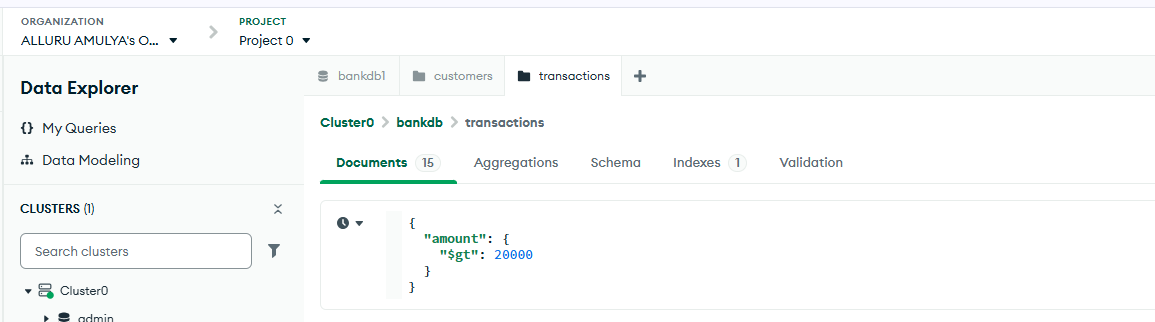 ORGANIZATION
ALLURU AMULYA's O...
PROJECT
Project 0
Data Explorer
My Queries
Data Modeling
CLUSTERS (1)
Search clusters
Cluster0
admin
bankdb1
customers
transactions
Cluster0 > bankdb > transactions
Documents 15 Aggregations Schema Indexes 1 Validation
{
"amount": {
"$gt": 20000
}
}